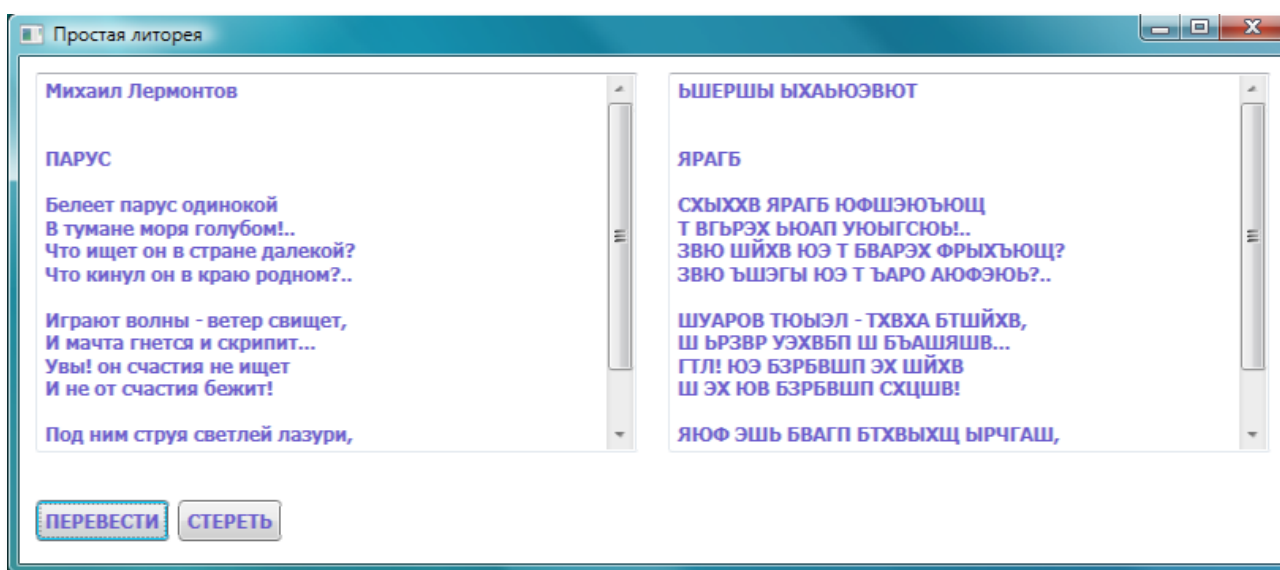 Простая литорея
Михаил Лермонтов
ПАРУС
Белеет парус одинокой
В тумане моря голубом!..
Что ищет он в стране далекой?
Что кинул он в краю родном?..
Играют волны - ветер свищет,
И мачта гнется и скрипит...
Увы! он счастия не ищет
И не от счастия бежит!
Под ним струя светлей лазури,
ЬШЕРШЫ ЫХАЬЮЭВЮТ
ЯРАГБ
СХЫХХВ ЯРАГБ ЮФШЭЮЪЮЩ
Т ВГЬРЭХ ЬЮАП УЮЫГСЮЬ!..
ЗВЮ ШЙХВ ЮЭ Т БВАРЭХ ФРЫХЪЮЩ?
ЗВЮ ЪШЭГЫ ЮЭ Т ЪАРО АЮФЭЮЬ?..
ШУАРОВ ТЮЫЭЛ - ТХВХА БТШЙХВ,
Ш ЬРЗВР УЭХВБП Ш БЪАШЯШВ...
ГТЛ! ЮЭ БЗРБВШП ЭХ ШЙХВ
Ш ЭХ ЮВ БЗРБВШП СХЦШВ!
ЯЮФ ЭШЬ БВАГП БТХВЫХЩ ЫРЧГАШ,
ПЕРЕВЕСТИ СТЕРЕТЬ